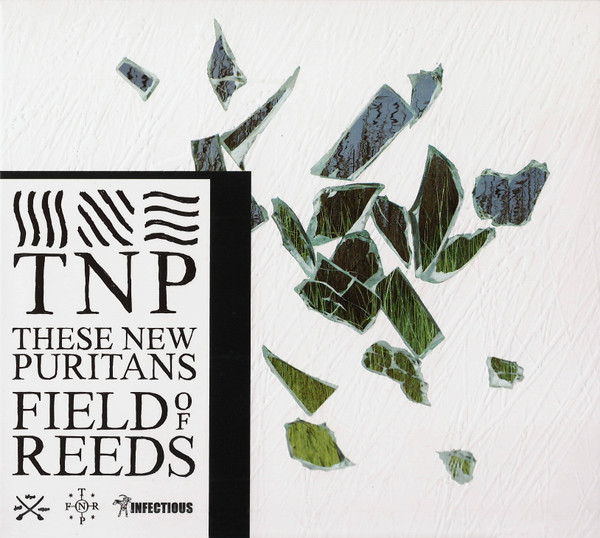 TNP
THESE NEW
PURITANS
FIELD OF
REEDS
T
F N R
P
INFECTIOUS